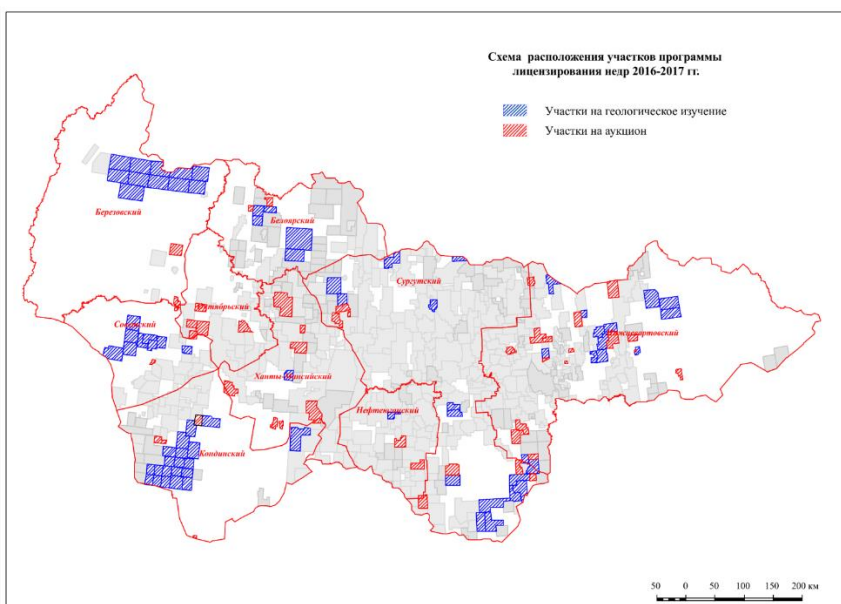 Схема расположения участков программы
лицензирования недр 2016-2017 гг.
Участки на геологическое изучение
Участки на аукцион
Березовский
Белоярский
Сургутский
Октябрьский
Советский
Нижневартовский
Ханты-Мансийский
Нефтеюганский
Кондинский
50 0 50 100 150 200 км